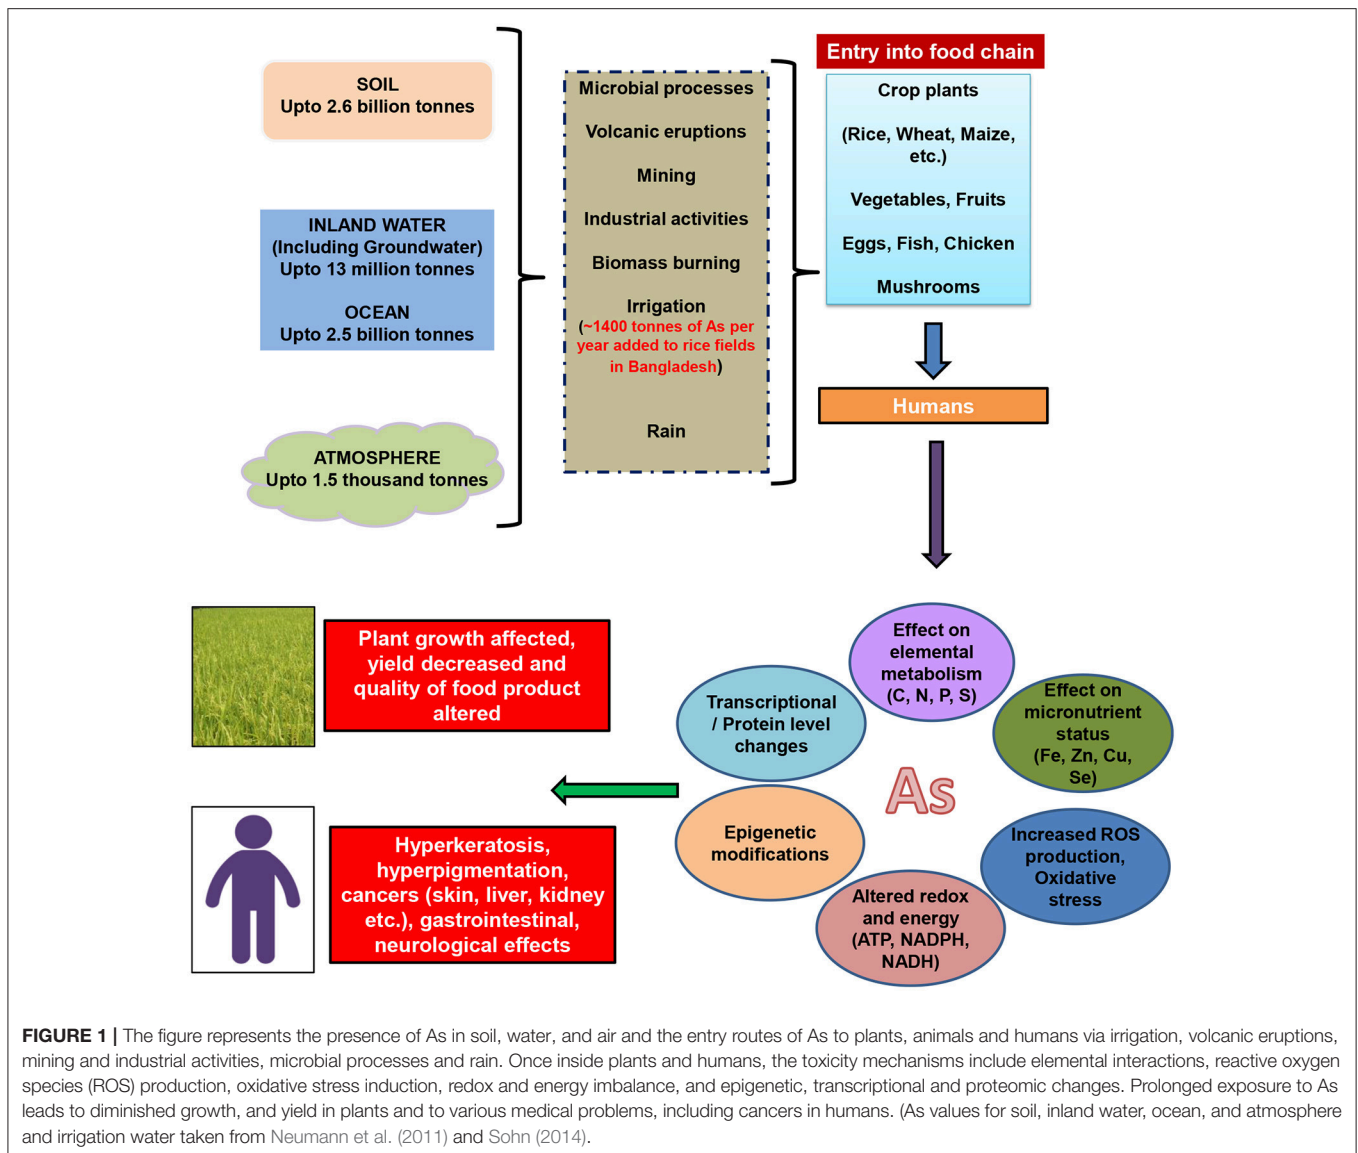 SOIL
Upto 2.6 billion tonnes
INLAND WATER
(Including Groundwater)
Upto 13 million tonnes
OCEAN
Upto 2.5 billion tonnes
ATMOSPHERE
Upto 1.5 thousand tonnes
Microbial processes
Volcanic eruptions
Mining
Industrial activities
Biomass burning
Irrigation
(~1400 tonnes of As per
year added to rice fields
in Bangladesh)
Rain
Entry into food chain
Crop plants
(Rice, Wheat, Maize,
etc.)
Vegetables, Fruits
Eggs, Fish, Chicken
Mushrooms
Humans
Effect on
elemental
metabolism
(C, N, P, S)
Effect on
micronutrient
status
(Fe, Zn, Cu,
Se)
Increased ROS
production,
Oxidative
stress
Altered redox
and energy
(ATP, NADPH,
NADH)
Epigenetic
modifications
Transcriptional
/ Protein level
changes
As
Plant growth affected,
yield decreased and
quality of food product
altered
Hyperkeratosis,
hyperpigmentation,
cancers (skin, liver, kidney
etc.), gastrointestinal,
neurological effects
FIGURE 1 | The figure represents the presence of As in soil, water, and air and the entry routes of As to plants, animals and humans via irrigation, volcanic eruptions,
mining and industrial activities, microbial processes and rain. Once inside plants and humans, the toxicity mechanisms include elemental interactions, reactive oxygen
species (ROS) production, oxidative stress induction, redox and energy imbalance, and epigenetic, transcriptional and proteomic changes. Prolonged exposure to As
leads to diminished growth, and yield in plants and to various medical problems, including cancers in humans. (As values for soil, inland water, ocean, and atmosphere
and irrigation water taken from Neumann et al. (2011) and Sohn (2014).